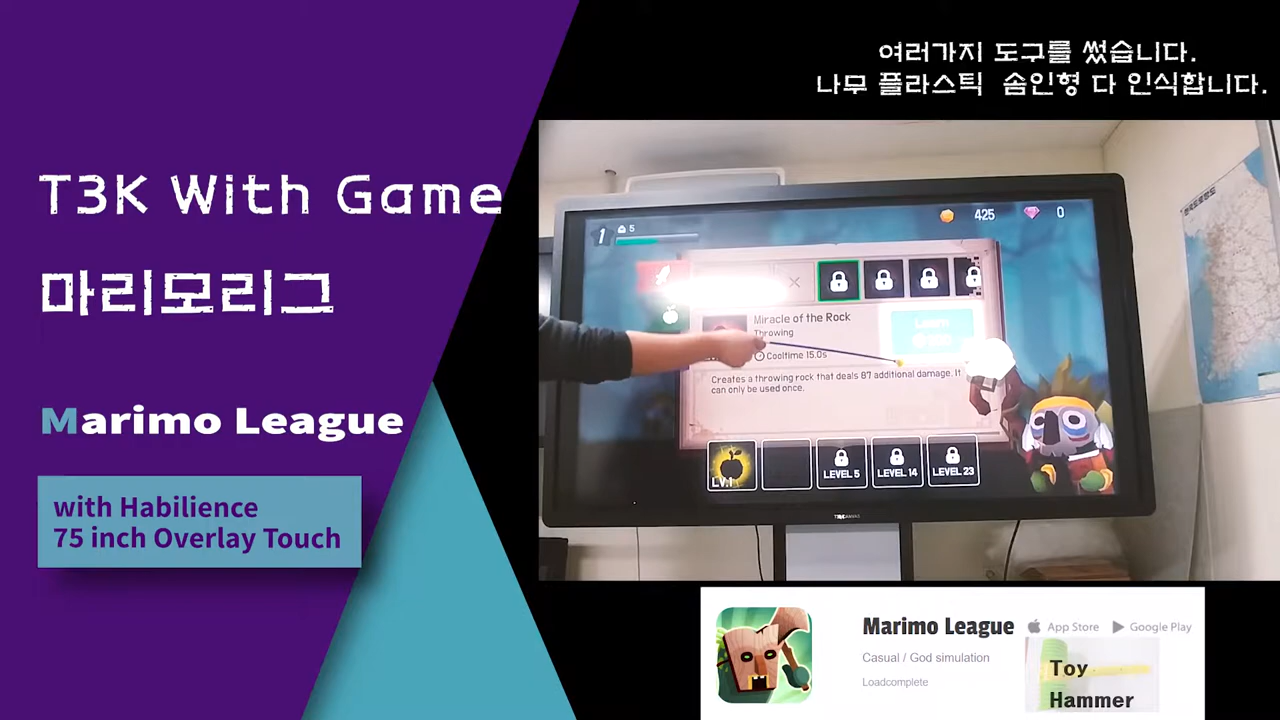 여러가지 도구를 썼습니다.
나무 플라스틱 솜인형 다 인식합니다.
T3K With Game
마리모리그
Marimo League
with Habilience
75 inch Overlay Touch
1
5
425
0
Miracle of the Rock
Throwing
Cooltime 15.0s
Creates a throwing rock that deals 87 additional damage. It
can only be used once.
LV.1
LEVEL 5
LEVEL 14
LEVEL 23
Marimo League
App Store
Google Play
Casual / God simulation
Loadcomplete
Toy
Hammer